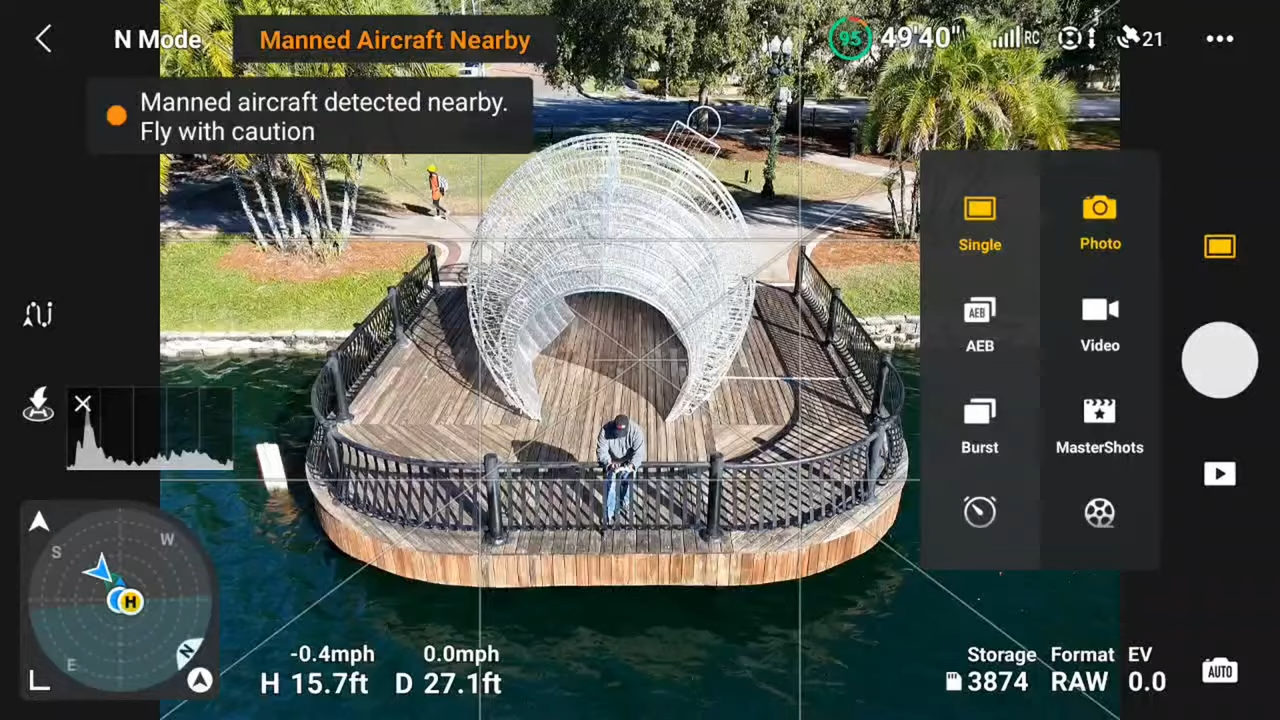 N Mode
Manned Aircraft Nearby
95
49'40"
RC
21
Manned aircraft detected nearby.
Fly with caution
Single
Photo
AEB
AEB
Video
Burst
MasterShots
S
W
H
N
E
-0.4mph
0.0mph
H 15.7ft
D 27.1ft
Storage
Format
EV
3874
RAW
0.0
AUTO